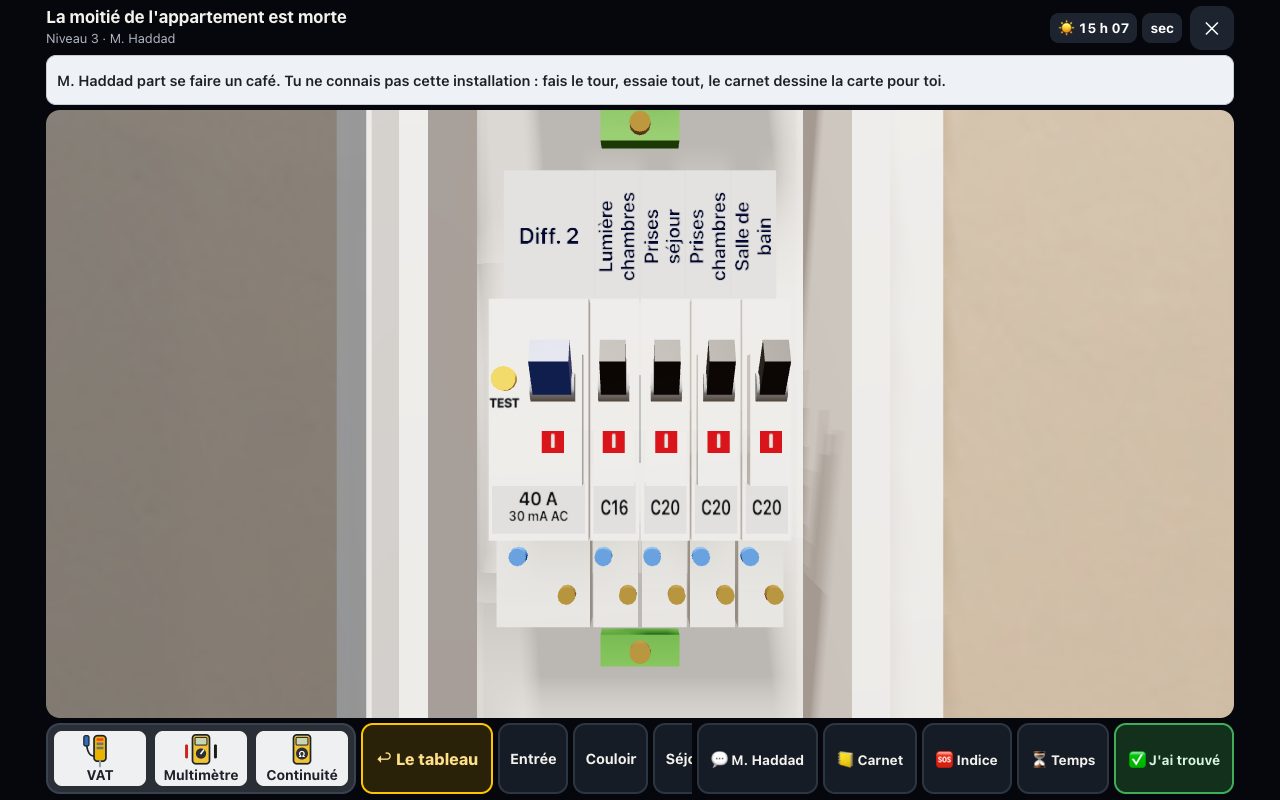 La moitié de l'appartement est morte
Niveau 3 · M. Haddad
15 h 07
sec
M. Haddad part se faire un café. Tu ne connais pas cette installation : fais le tour, essaie tout, le carnet dessine la carte pour toi.
Diff. 2
Lumière
chambres
Prises
séjour
Prises
chambres
Salle de
bain
TEST
I
I
I
I
I
40 A
30 mA AC
C16
C20
C20
C20
VAT
Multimètre
Continuité
Le tableau
Entrée
Couloir
Séjo
M. Haddad
Carnet
SOS
Indice
Temps
J'ai trouvé